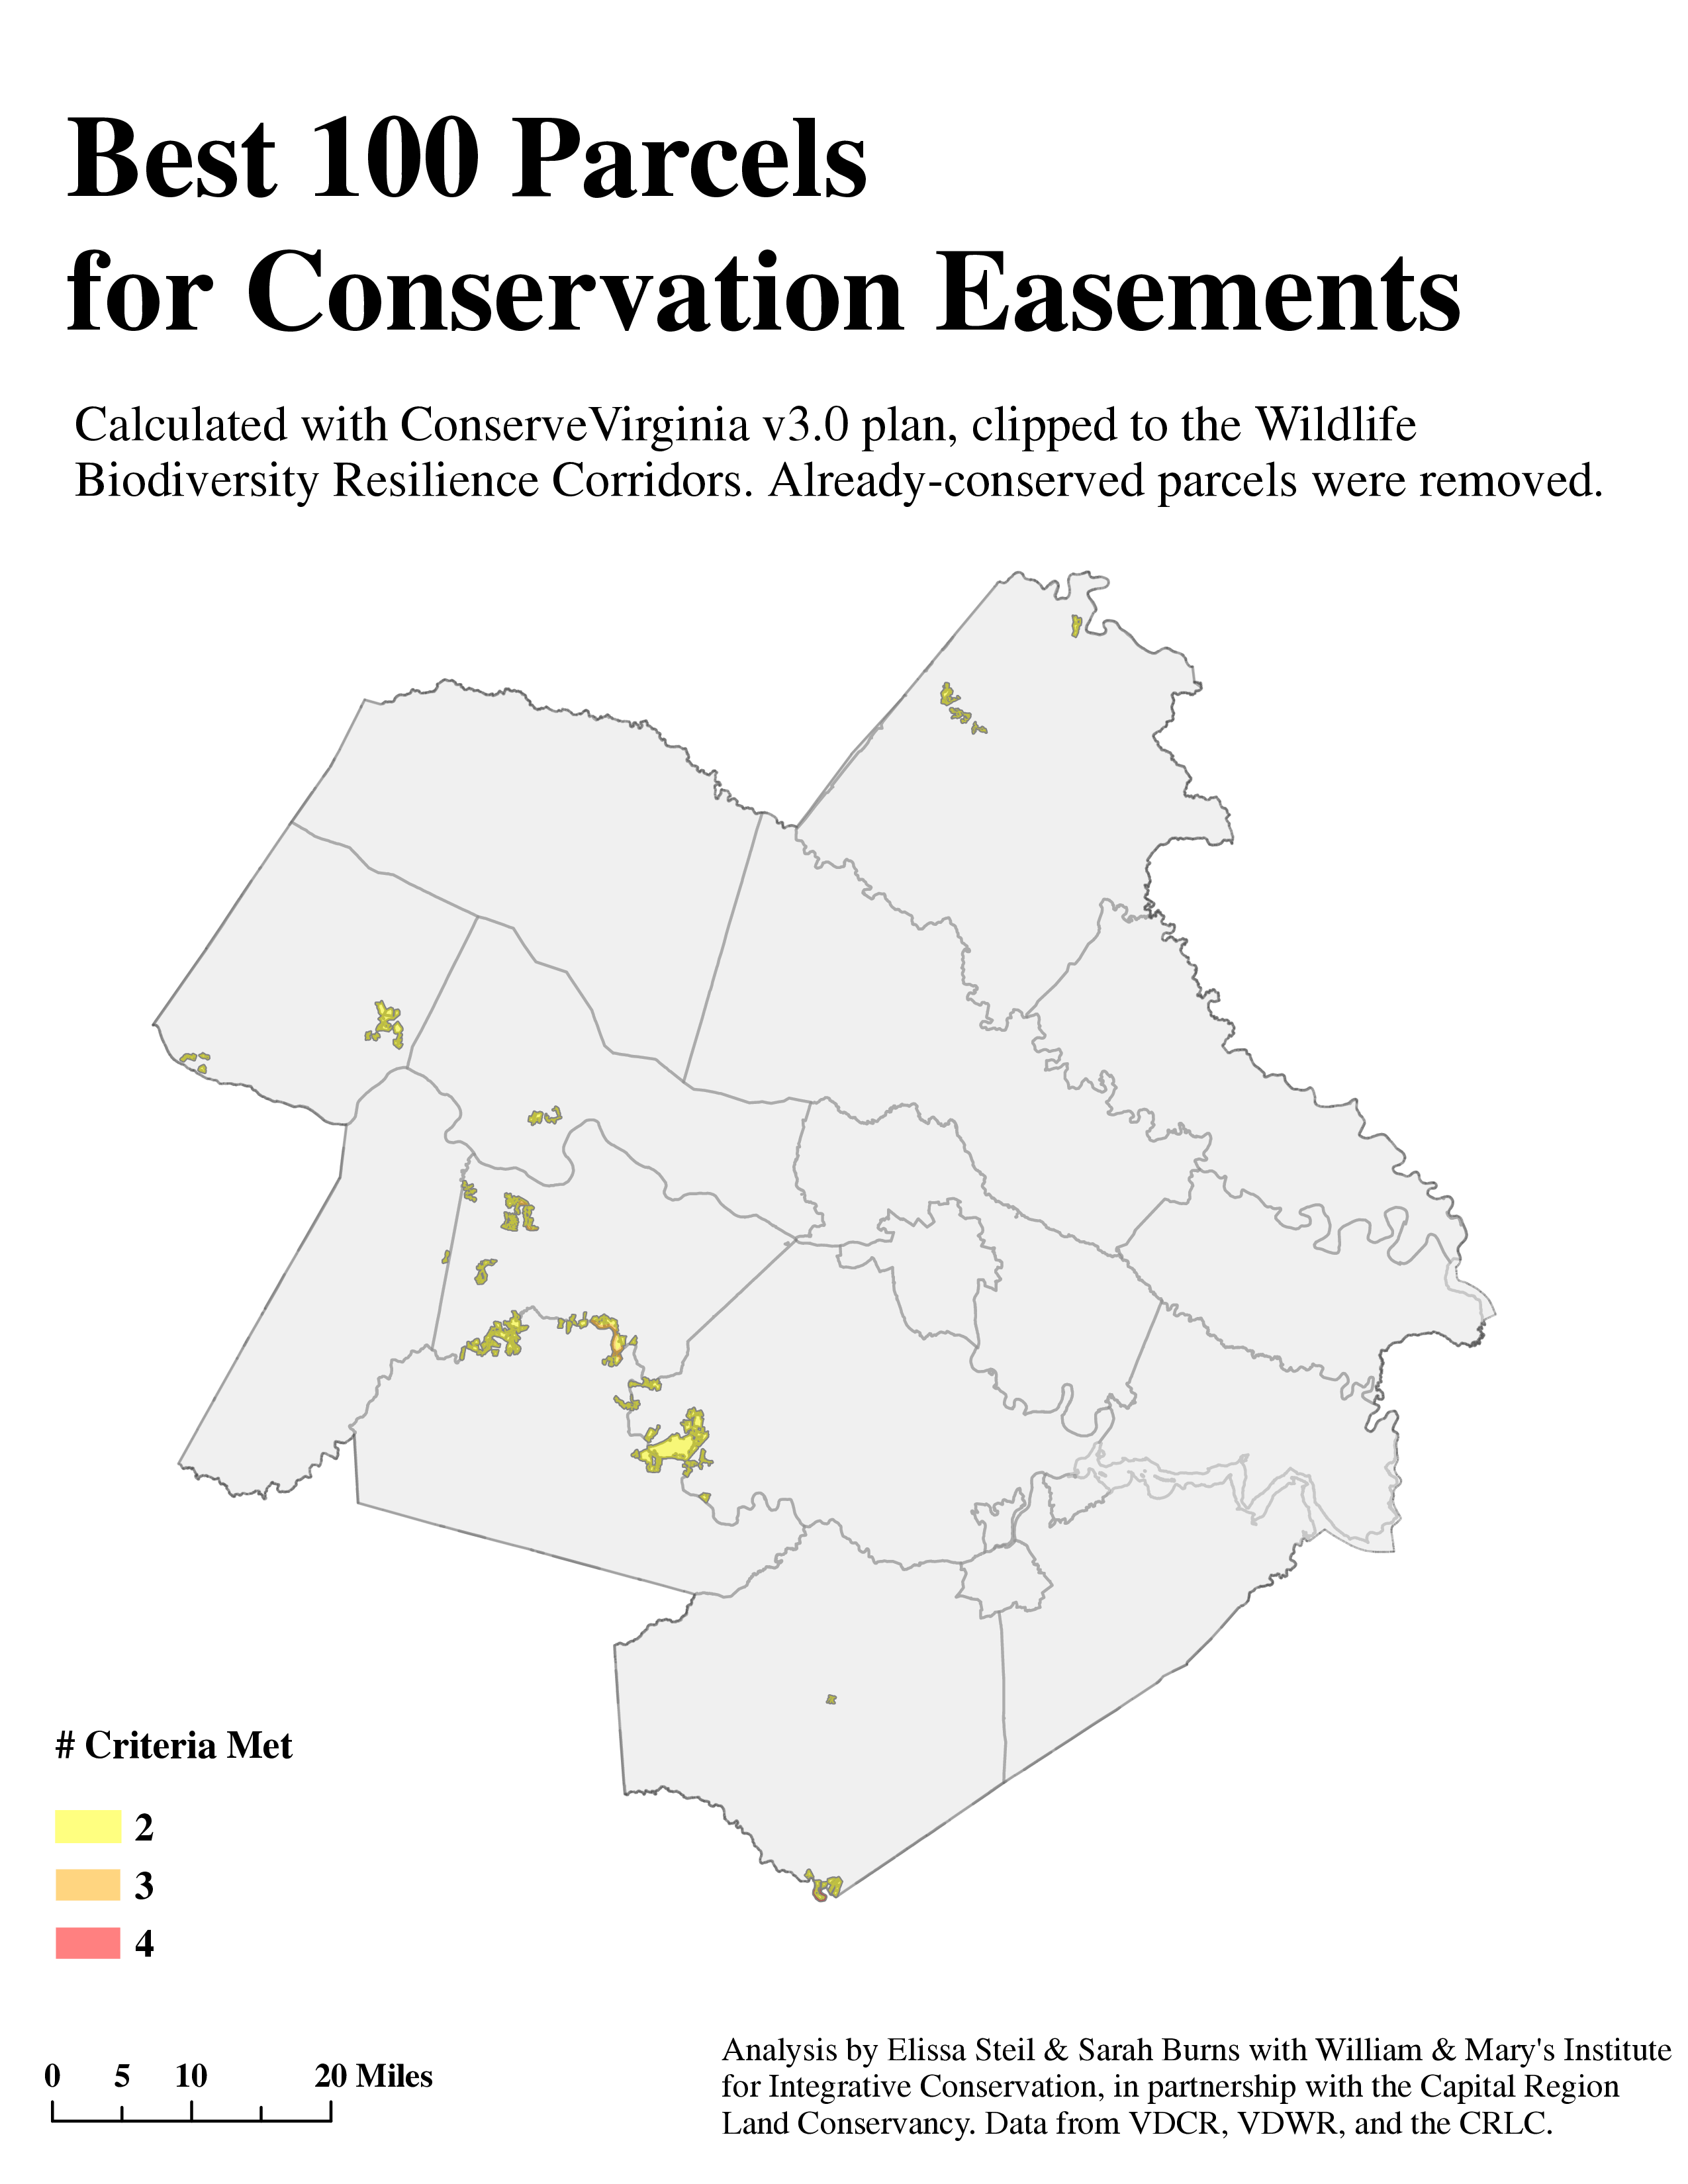 Best 100 Parcels
for Conservation Easements
Calculated with ConserveVirginia v3.0 plan, clipped to the Wildlife
Biodiversity Resilience Corridors. Already-conserved parcels were removed.
# Criteria Met
2
3
4
0 5 10 20 Miles
Analysis by Elissa Steil & Sarah Burns with William & Mary's Institute
for Integrative Conservation, in partnership with the Capital Region
Land Conservancy. Data from VDCR, VDWR, and the CRLC.